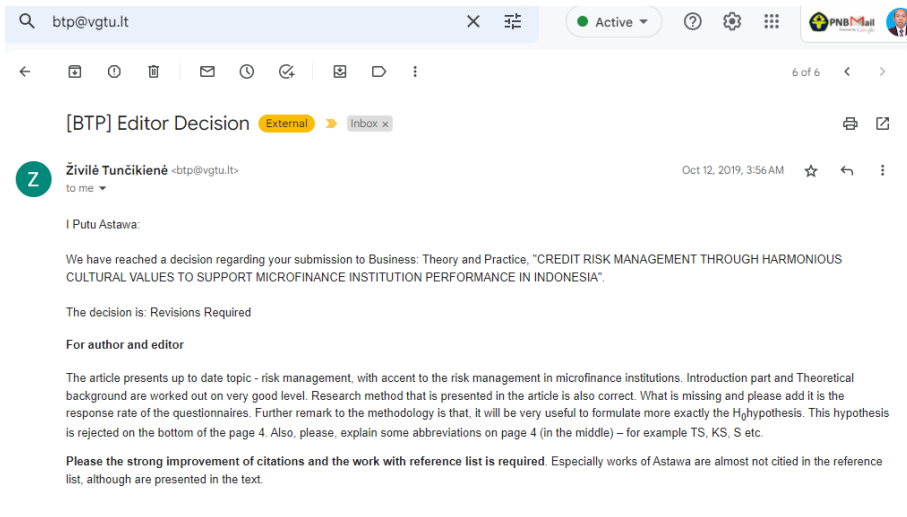 btp@vgtu.lt
Active
PNBMail
6 of 6
[BTP] Editor Decision External Inbox ×
Živilė Tunčikienė <btp@vgtu.lt>
Oct 12, 2019, 3:56 AM
Z
to me
I Putu Astawa:
We have reached a decision regarding your submission to Business: Theory and Practice, "CREDIT RISK MANAGEMENT THROUGH HARMONIOUS
CULTURAL VALUES TO SUPPORT MICROFINANCE INSTITUTION PERFORMANCE IN INDONESIA".
The decision is: Revisions Required
For author and editor
The article presents up to date topic - risk management, with accent to the risk management in microfinance institutions. Introduction part and Theoretical
background are worked out on very good level. Research method that is presented in the article is also correct. What is missing and please add it is the
response rate of the questionnaires. Further remark to the methodology is that, it will be very useful to formulate more exactly the H0hypothesis. This hypothesis
is rejected on the bottom of the page 4. Also, please, explain some abbreviations on page 4 (in the middle) – for example TS, KS, S etc.
Please the strong improvement of citations and the work with reference list is required. Especially works of Astawa are almost not citied in the reference
list, although are presented in the text.